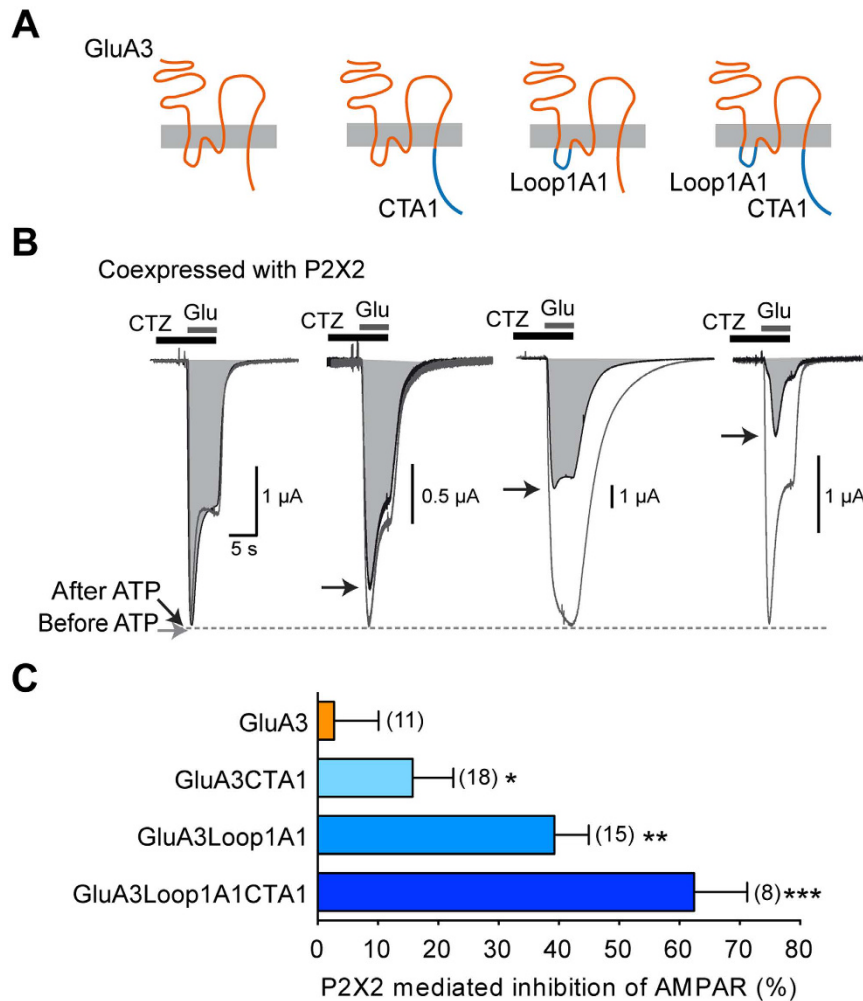 A
GluA3
CTA1
Loop1A1
Loop1A1
CTA1
B
Coexpressed with P2X2
CTZ Glu
CTZ Glu
CTZ Glu
CTZ Glu
1 µA
5 s
0.5 µA
1 µA
1 µA
After ATP
Before ATP
C
GluA3 (11)
GluA3CTA1 (18) *
GluA3Loop1A1 (15) **
GluA3Loop1A1CTA1 (8) ***
0 10 20 30 40 50 60 70 80
P2X2 mediated inhibition of AMPAR (%)